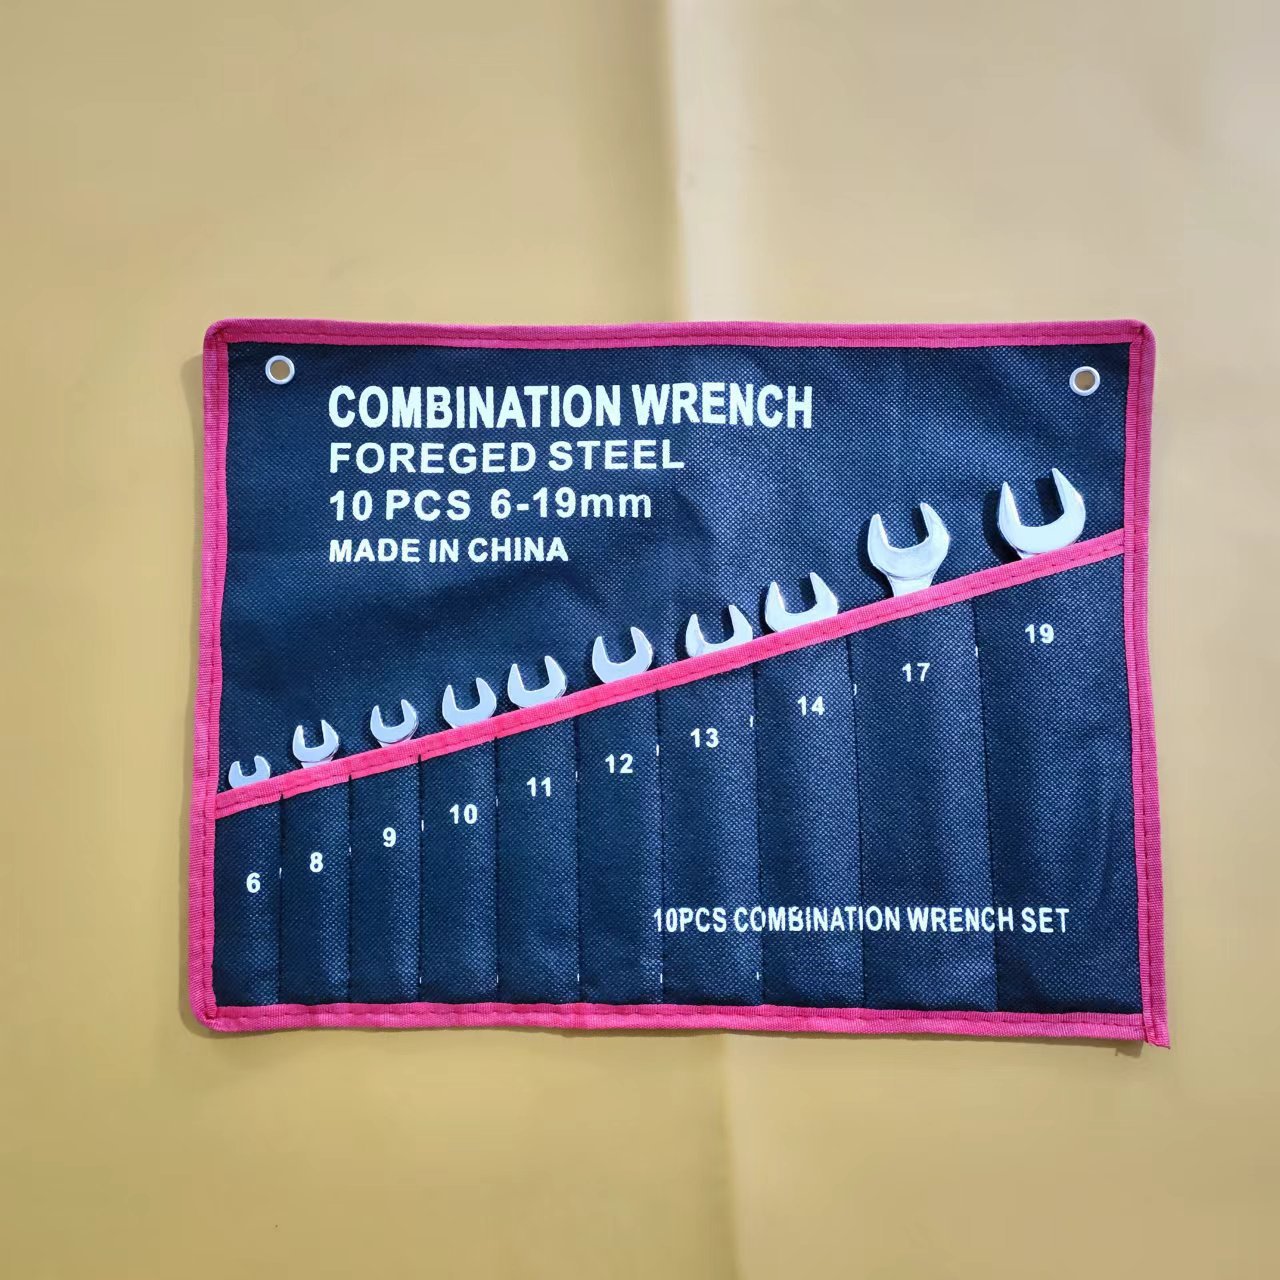 COMBINATION WRENCH
FOREGED STEEL
10 PCS 6-19mm
MADE IN CHINA
6
8
9
10
11
12
13
14
17
19
10PCS COMBINATION WRENCH SET